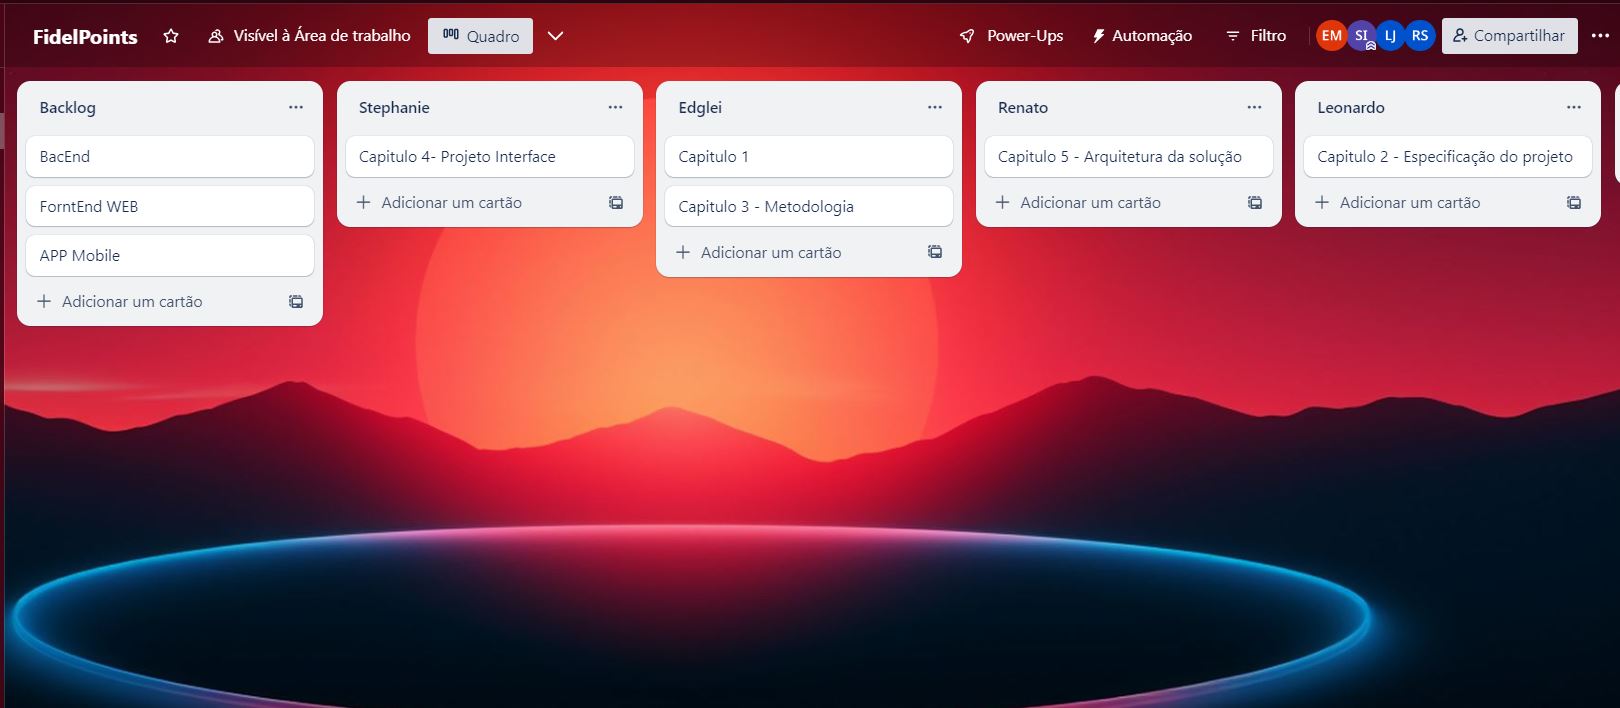 FidelPoints
Visível à Área de trabalho
Quadro
Power-Ups
Automação
Filtro
EM
SI
LJ
RS
Compartilhar
Backlog
BacEnd
ForntEnd WEB
APP Mobile
Adicionar um cartão
Stephanie
Capitulo 4- Projeto Interface
Adicionar um cartão
Edglei
Capitulo 1
Capitulo 3 - Metodologia
Adicionar um cartão
Renato
Capitulo 5 - Arquitetura da solução
Adicionar um cartão
Leonardo
Capitulo 2 - Especificação do projeto
Adicionar um cartão